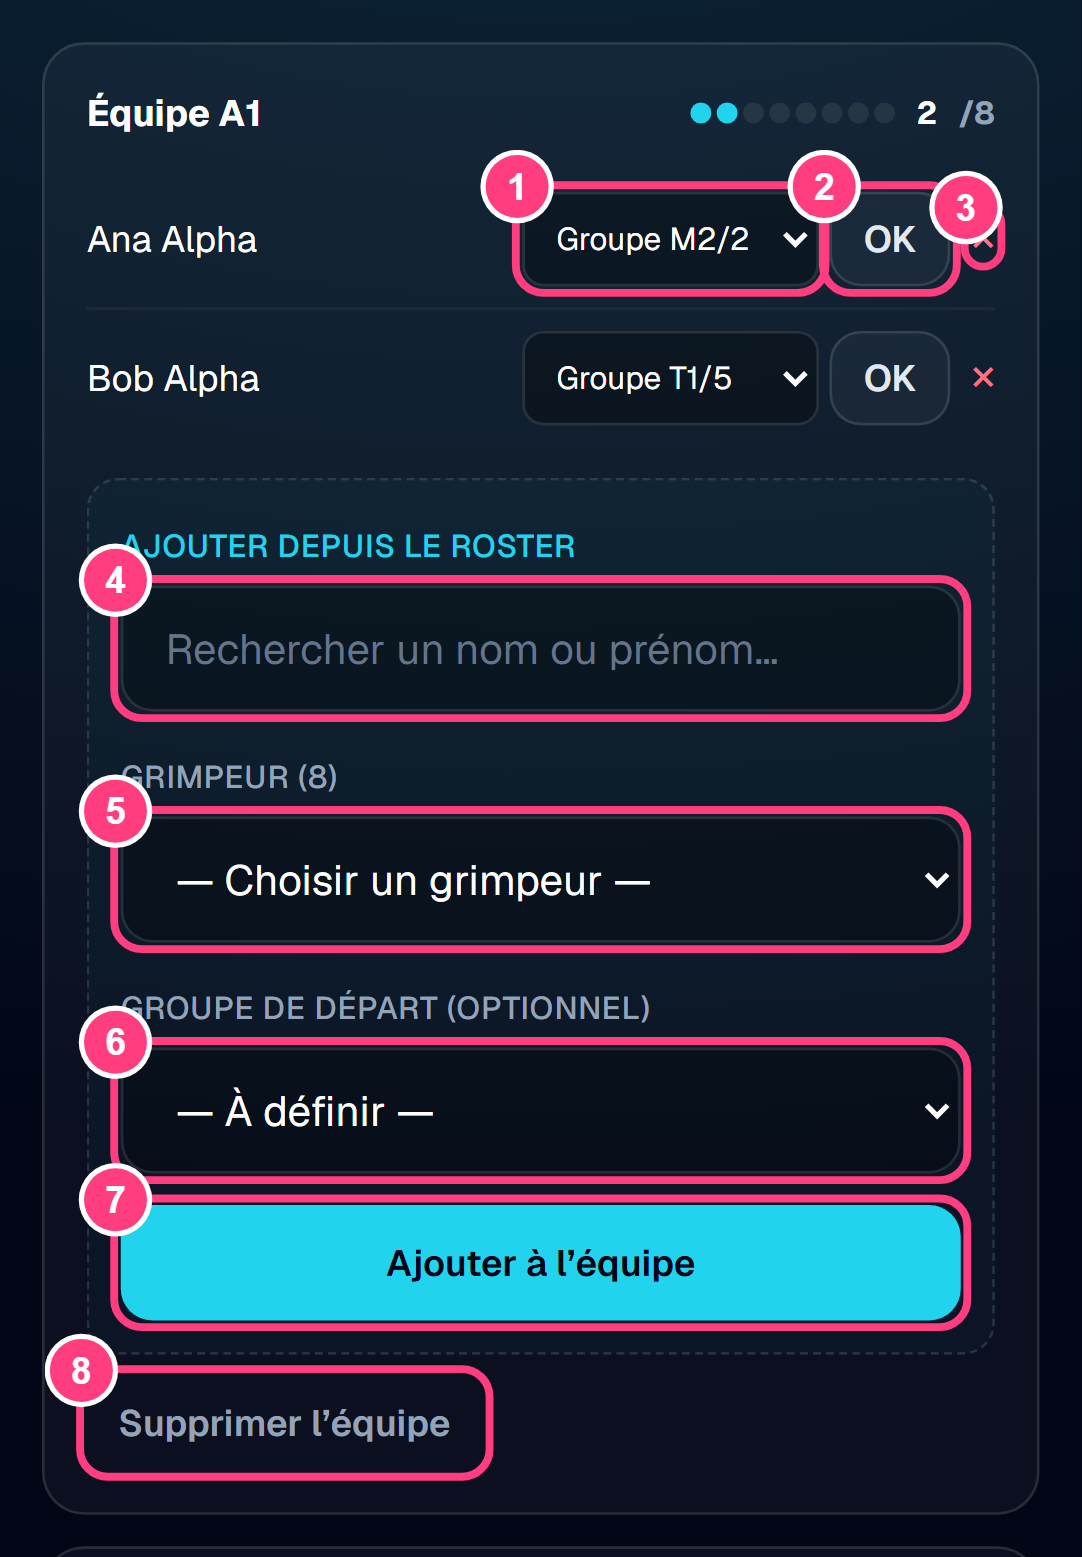 Équipe A1 2 /8
1 2 3
Ana Alpha Groupe M2/2 OK ×
Bob Alpha Groupe T1/5 OK ×
AJOUTER DEPUIS LE ROSTER
4
Rechercher un nom ou prénom…
GRIMPEUR (8)
5
— Choisir un grimpeur —
GROUPE DE DÉPART (OPTIONNEL)
6
— À définir —
7
Ajouter à l’équipe
8
Supprimer l’équipe